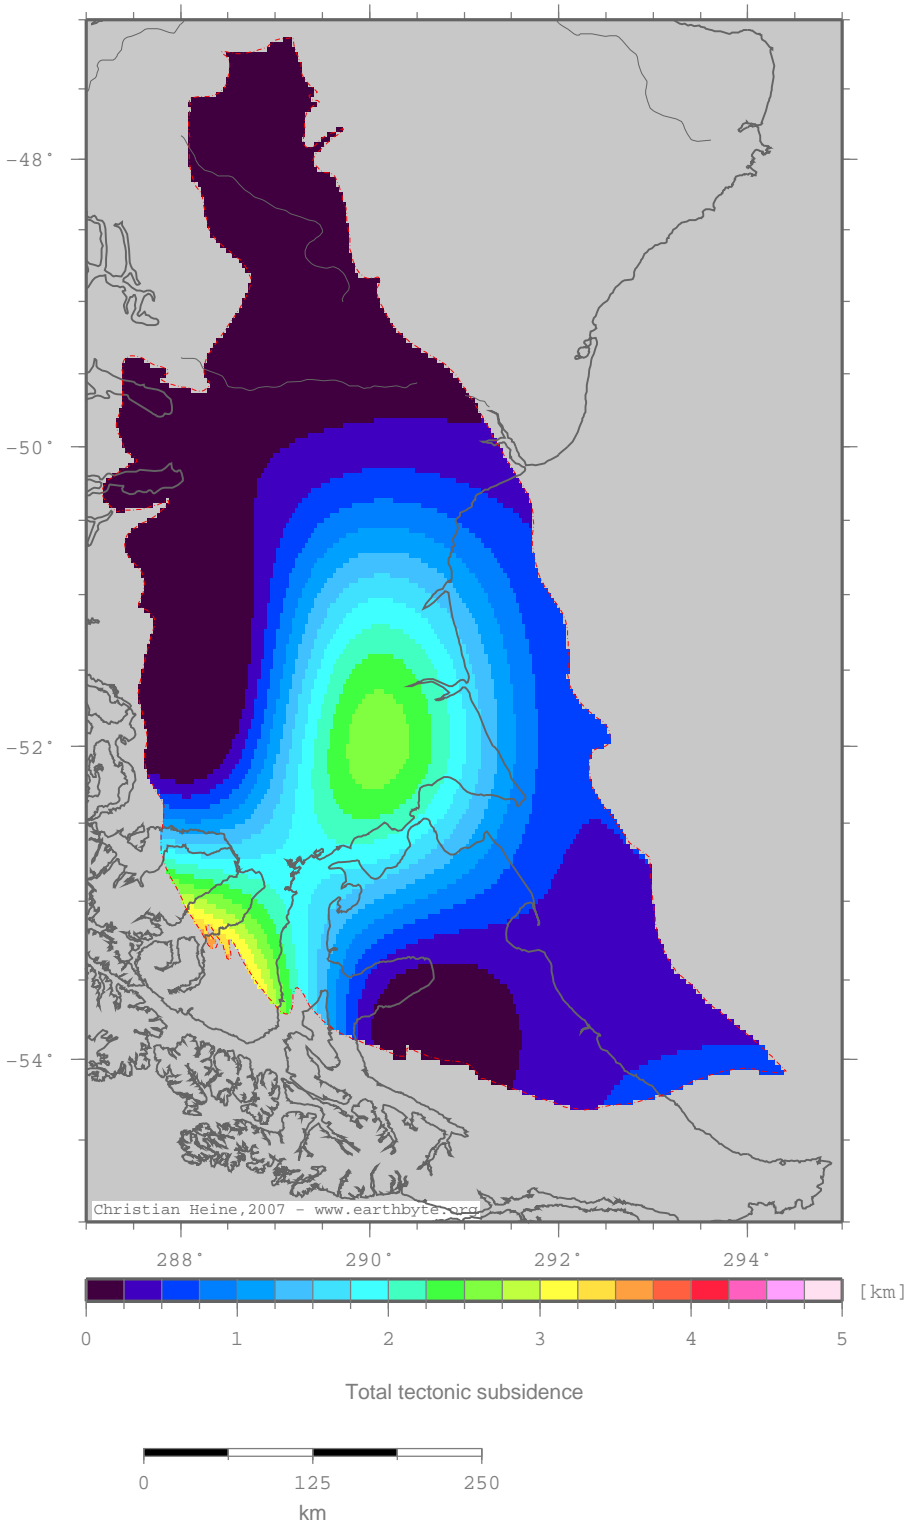 -48°
-50°
-52°
-54°
Christian Heine,2007 - www.earthbyte.org
288° 290° 292° 294°
[km]
0 1 2 3 4 5
Total tectonic subsidence
0 125 250
km